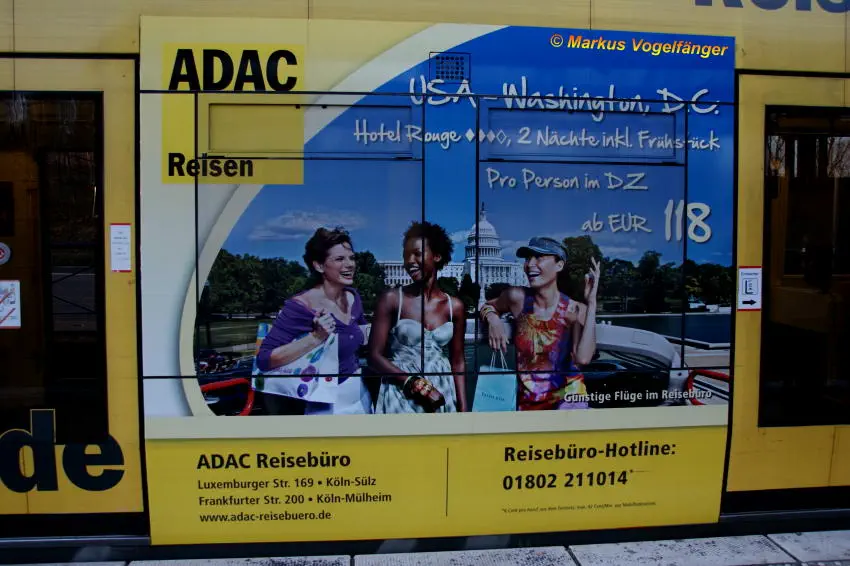 © Markus Vogelfänger
ADAC
Reisen
USA – Washington, D.C.
Hotel Rouge ♦♦♦◊, 2 Nächte inkl. Frühstück
Pro Person im DZ
ab EUR 118
Günstige Flüge im Reisebüro
de
ADAC Reisebüro
Luxemburger Str. 169 • Köln-Sülz
Frankfurter Str. 200 • Köln-Mülheim
www.adac-reisebuero.de
Reisebüro-Hotline:
01802 211014*